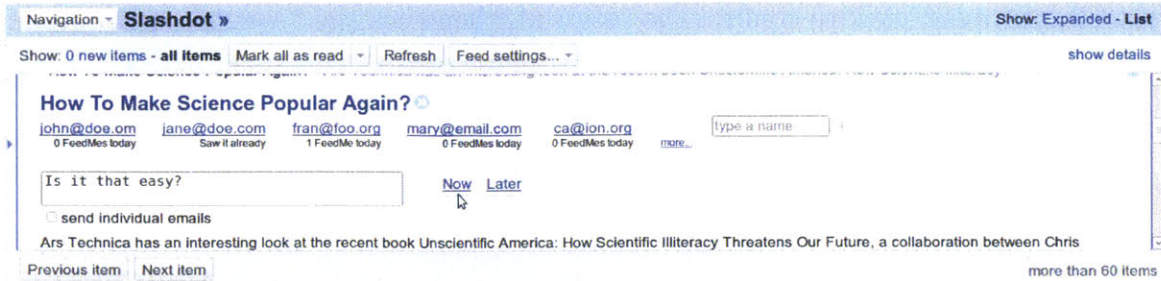 Navigation Slashdot » Show: Expanded - List
Show: 0 new items - all items Mark all as read Refresh Feed settings... show details
How To Make Science Popular Again?
john@doe.om jane@doe.com fran@foo.org mary@email.com ca@ion.org type a name
0 FeedMes today Saw it already 1 FeedMe today 0 FeedMes today 0 FeedMes today more...
Is it that easy? Now Later
send individual emails
Ars Technica has an interesting look at the recent book Unscientific America: How Scientific Illiteracy Threatens Our Future, a collaboration between Chris
Previous item Next item more than 60 items